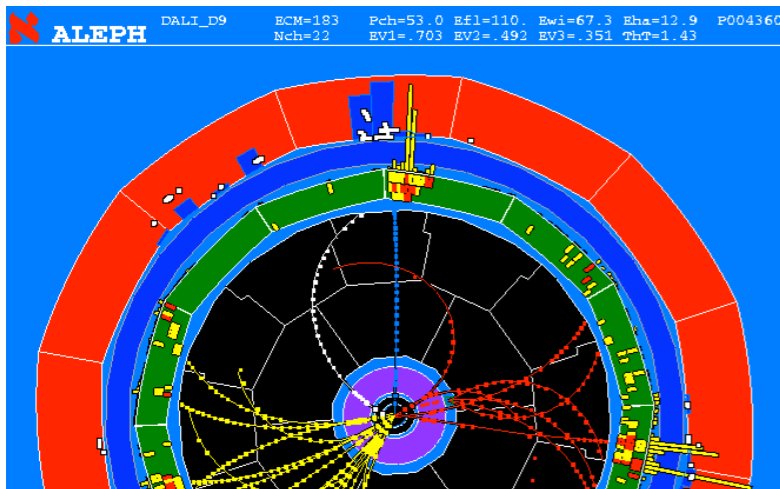 ALEPH DALI_D9 ECM=183 Pch=53.0 Efl=110. Ewi=67.3 Eha=12.9 P004360
Nch=22 EV1=.703 EV2=.492 EV3=.351 ThT=1.43